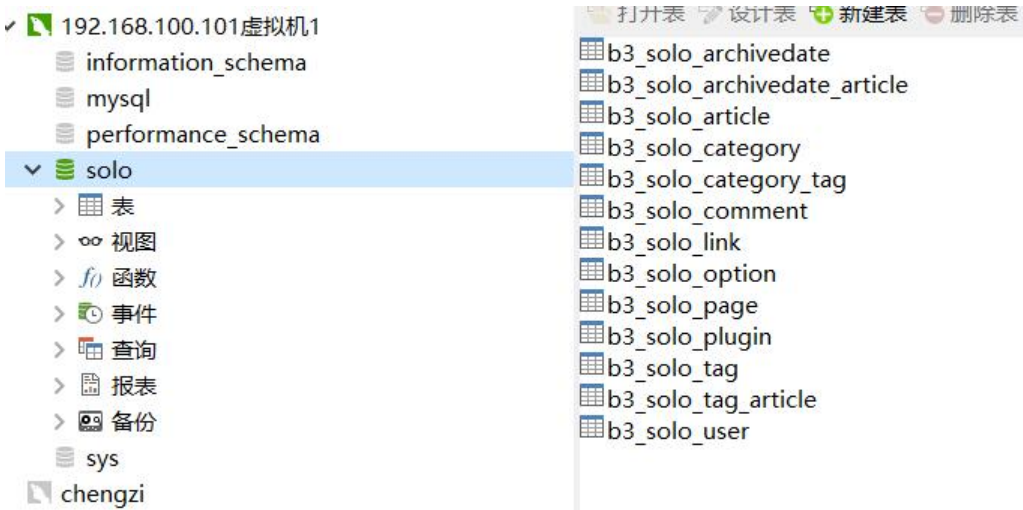 192.168.100.101虚拟机1
information_schema
mysql
performance_schema
solo
表
视图
f() 函数
事件
查询
报表
备份
sys
chengzi
打开表 设计表 新建表 删除表
b3_solo_archivedate
b3_solo_archivedate_article
b3_solo_article
b3_solo_category
b3_solo_category_tag
b3_solo_comment
b3_solo_link
b3_solo_option
b3_solo_page
b3_solo_plugin
b3_solo_tag
b3_solo_tag_article
b3_solo_user